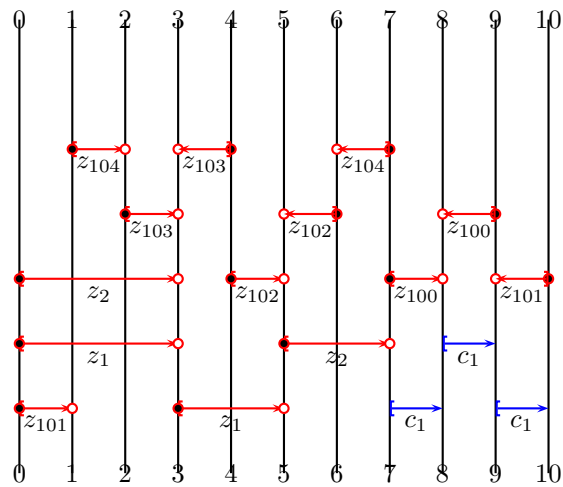 0 1 2 3 4 5 6 7 8 9 10
z₁₀₄ z₁₀₃ z₁₀₄
z₁₀₃ z₁₀₂ z₁₀₀
z₂ z₁₀₂ z₁₀₀ z₁₀₁
z₁ z₂ c₁
z₁₀₁ z₁ c₁ c₁
0 1 2 3 4 5 6 7 8 9 10